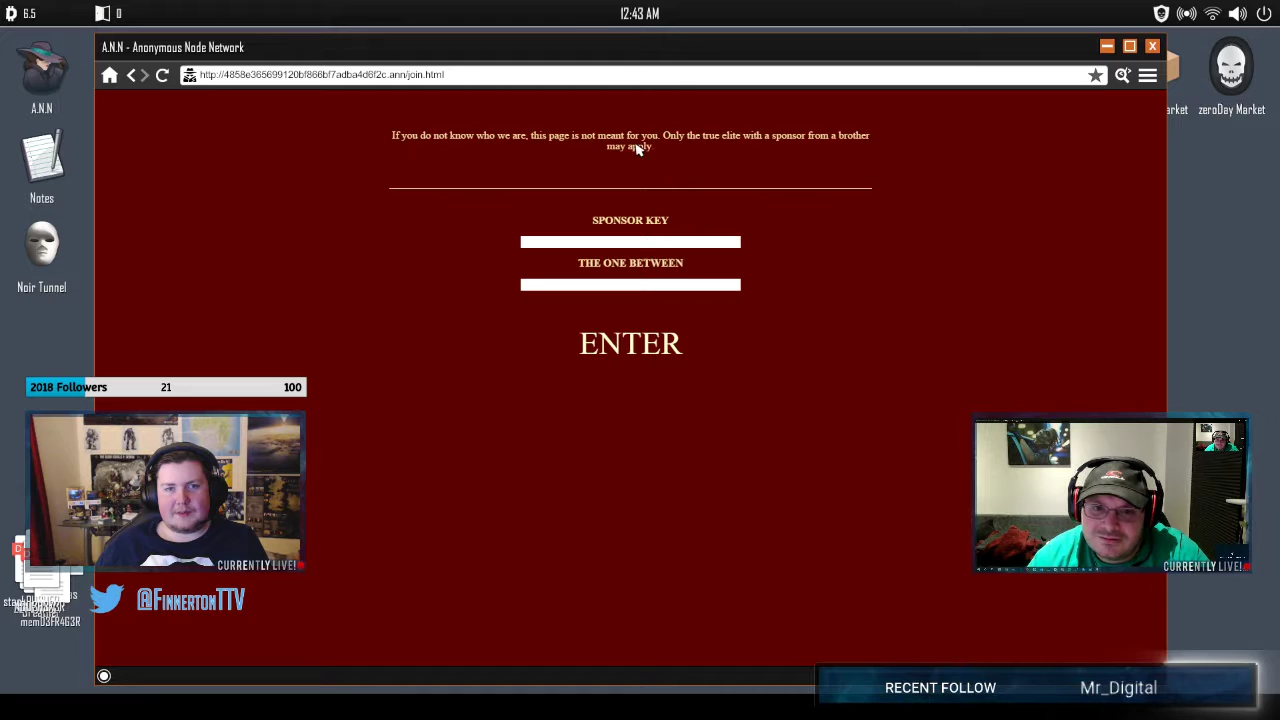 6.5
0
12:43 AM
A.N.N - Anonymous Node Network
http://4858e365699120bf866bf7adba4d6f2c.ann/join.html
A.N.N
Notes
Noir Tunnel
zeroDay Market
If you do not know who we are, this page is not meant for you. Only the true elite with a sponsor from a brother
may apply
SPONSOR KEY
THE ONE BETWEEN
ENTER
2018 Followers 21 100
CURRENTLY LIVE!
CURRENTLY LIVE!
memD3FR4G3R
@FinnertonTTV
RECENT FOLLOW Mr_Digital